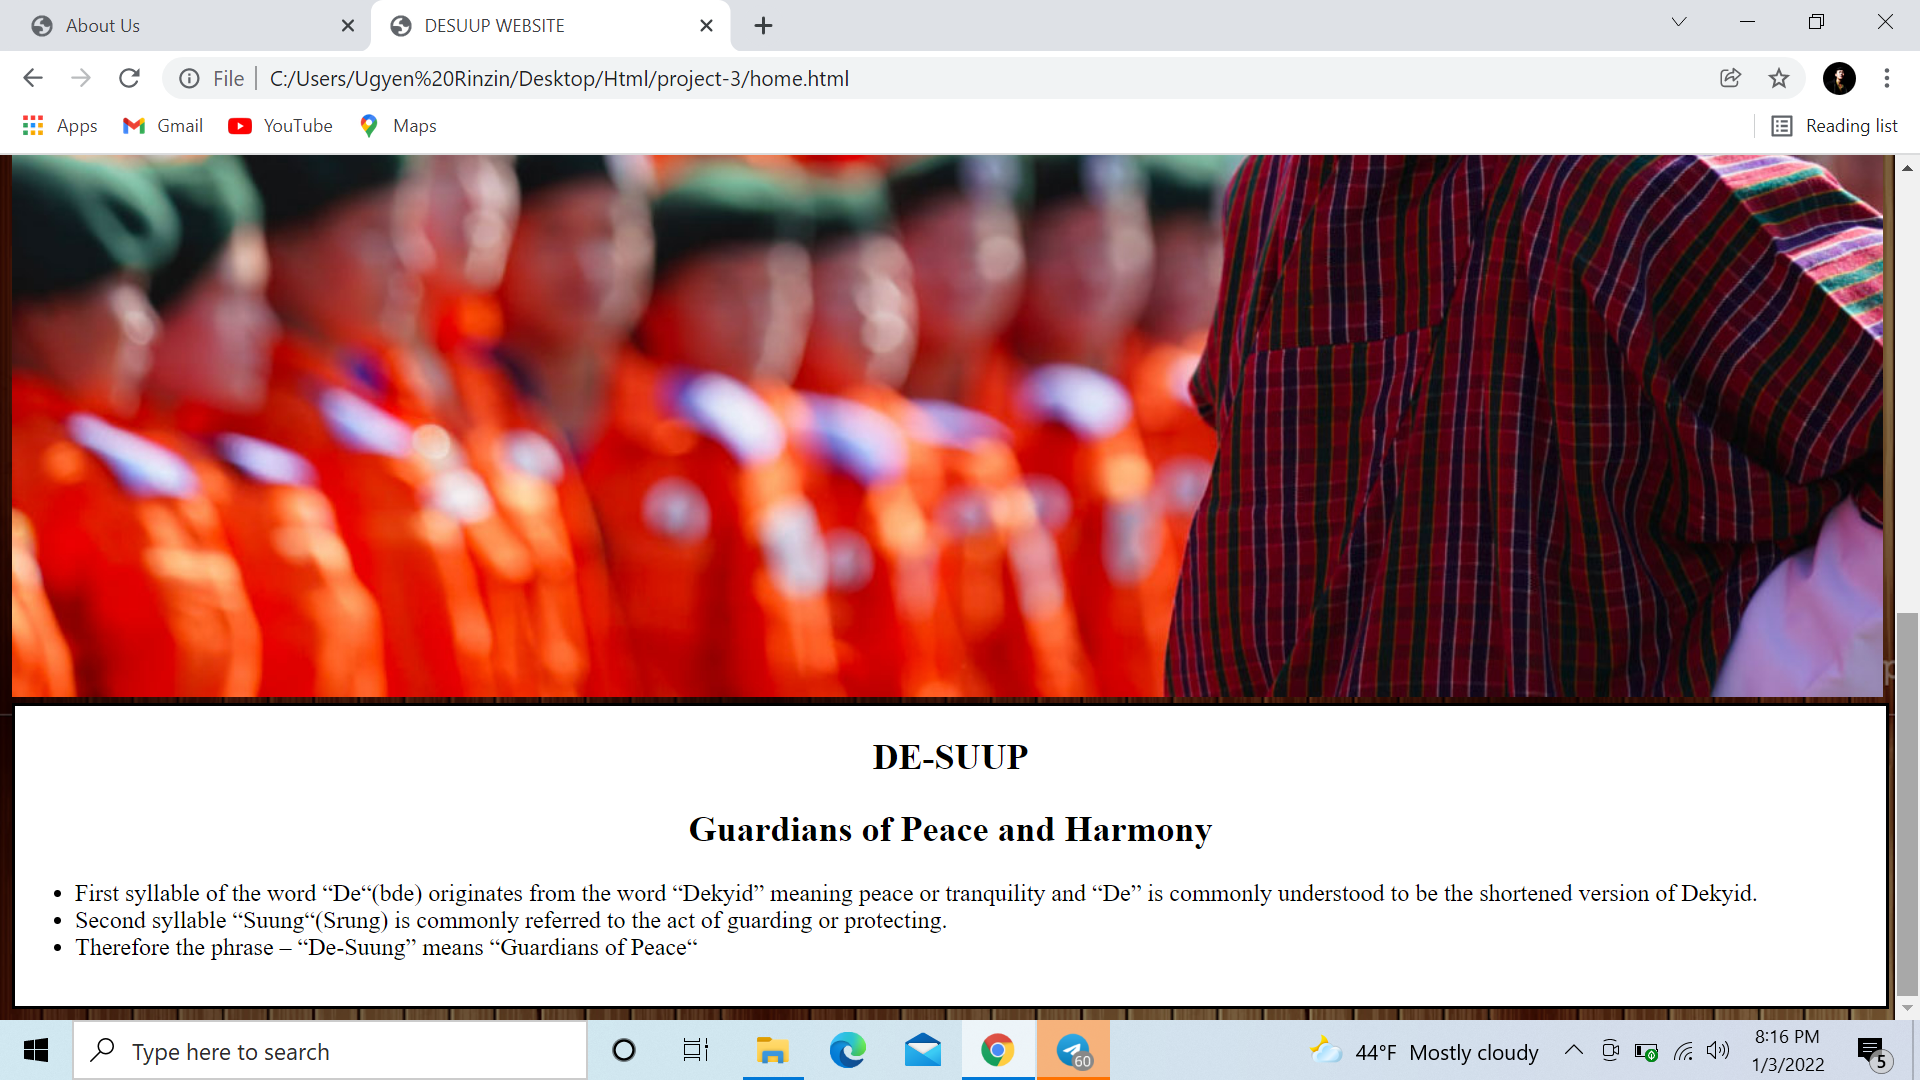 About Us
DESUUP WEBSITE
File
C:/Users/Ugyen%20Rinzin/Desktop/Html/project-3/home.html
Apps
Gmail
YouTube
Maps
Reading list
DE-SUUP
Guardians of Peace and Harmony
• First syllable of the word “De“(bde) originates from the word “Dekyid” meaning peace or tranquility and “De” is commonly understood to be the shortened version of Dekyid.
• Second syllable “Suung“(Srung) is commonly referred to the act of guarding or protecting.
• Therefore the phrase – “De-Suung” means “Guardians of Peace“
Type here to search
60
44°F Mostly cloudy
8:16 PM
1/3/2022
5